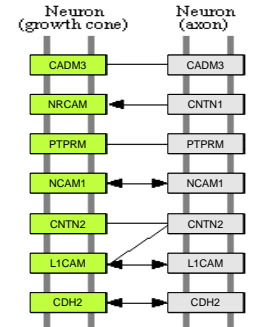 Neuron Neuron
(growth cone) (axon)
CADM3 CADM3
NRCAM CNTN1
PTPRM PTPRM
NCAM1 NCAM1
CNTN2 CNTN2
L1CAM L1CAM
CDH2 CDH2